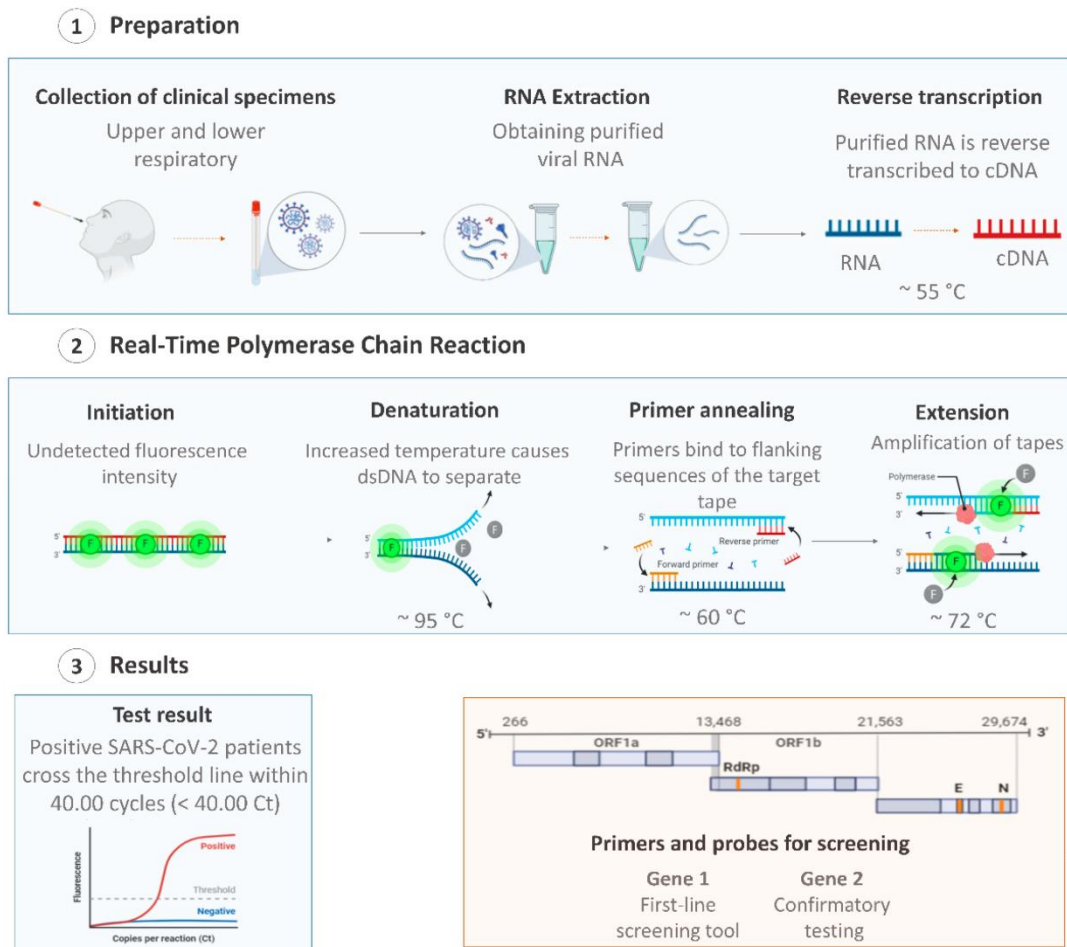 1 Preparation
Collection of clinical specimens
Upper and lower
respiratory
RNA Extraction
Obtaining purified
viral RNA
Reverse transcription
Purified RNA is reverse
transcribed to cDNA
RNA
cDNA
~ 55 °C
2 Real-Time Polymerase Chain Reaction
Initiation
Undetected fluorescence
intensity
5'
3'
F F F
Denaturation
Increased temperature causes
dsDNA to separate
5'
3'
F
F
F
~ 95 °C
Primer annealing
Primers bind to flanking
sequences of the target
tape
5'
Reverse primer
Forward primer
3'
~ 60 °C
Extension
Amplification of tapes
Polymerase
F
5'
F
5'
3'
F
F
~ 72 °C
3 Results
Test result
Positive SARS-CoV-2 patients
cross the threshold line within
40.00 cycles (< 40.00 Ct)
Fluorescence
Positive
Threshold
Negative
Copies per reaction (Ct)
266 13,468 21,563 29,674
5' 3'
ORF1a ORF1b
RdRp
E N
Primers and probes for screening
Gene 1
First-line
screening tool
Gene 2
Confirmatory
testing